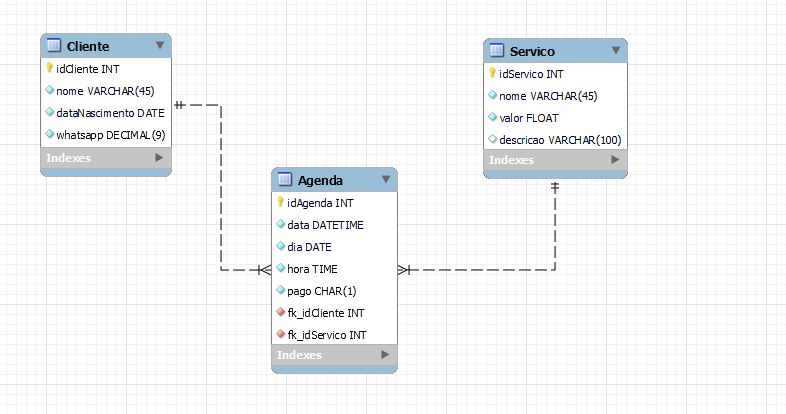 Cliente
idCliente INT
nome VARCHAR(45)
dataNascimento DATE
whatsapp DECIMAL(9)
Indexes
Servico
idServico INT
nome VARCHAR(45)
valor FLOAT
descricao VARCHAR(100)
Indexes
Agenda
idAgenda INT
data DATETIME
dia DATE
hora TIME
pago CHAR(1)
fk_idCliente INT
fk_idServico INT
Indexes